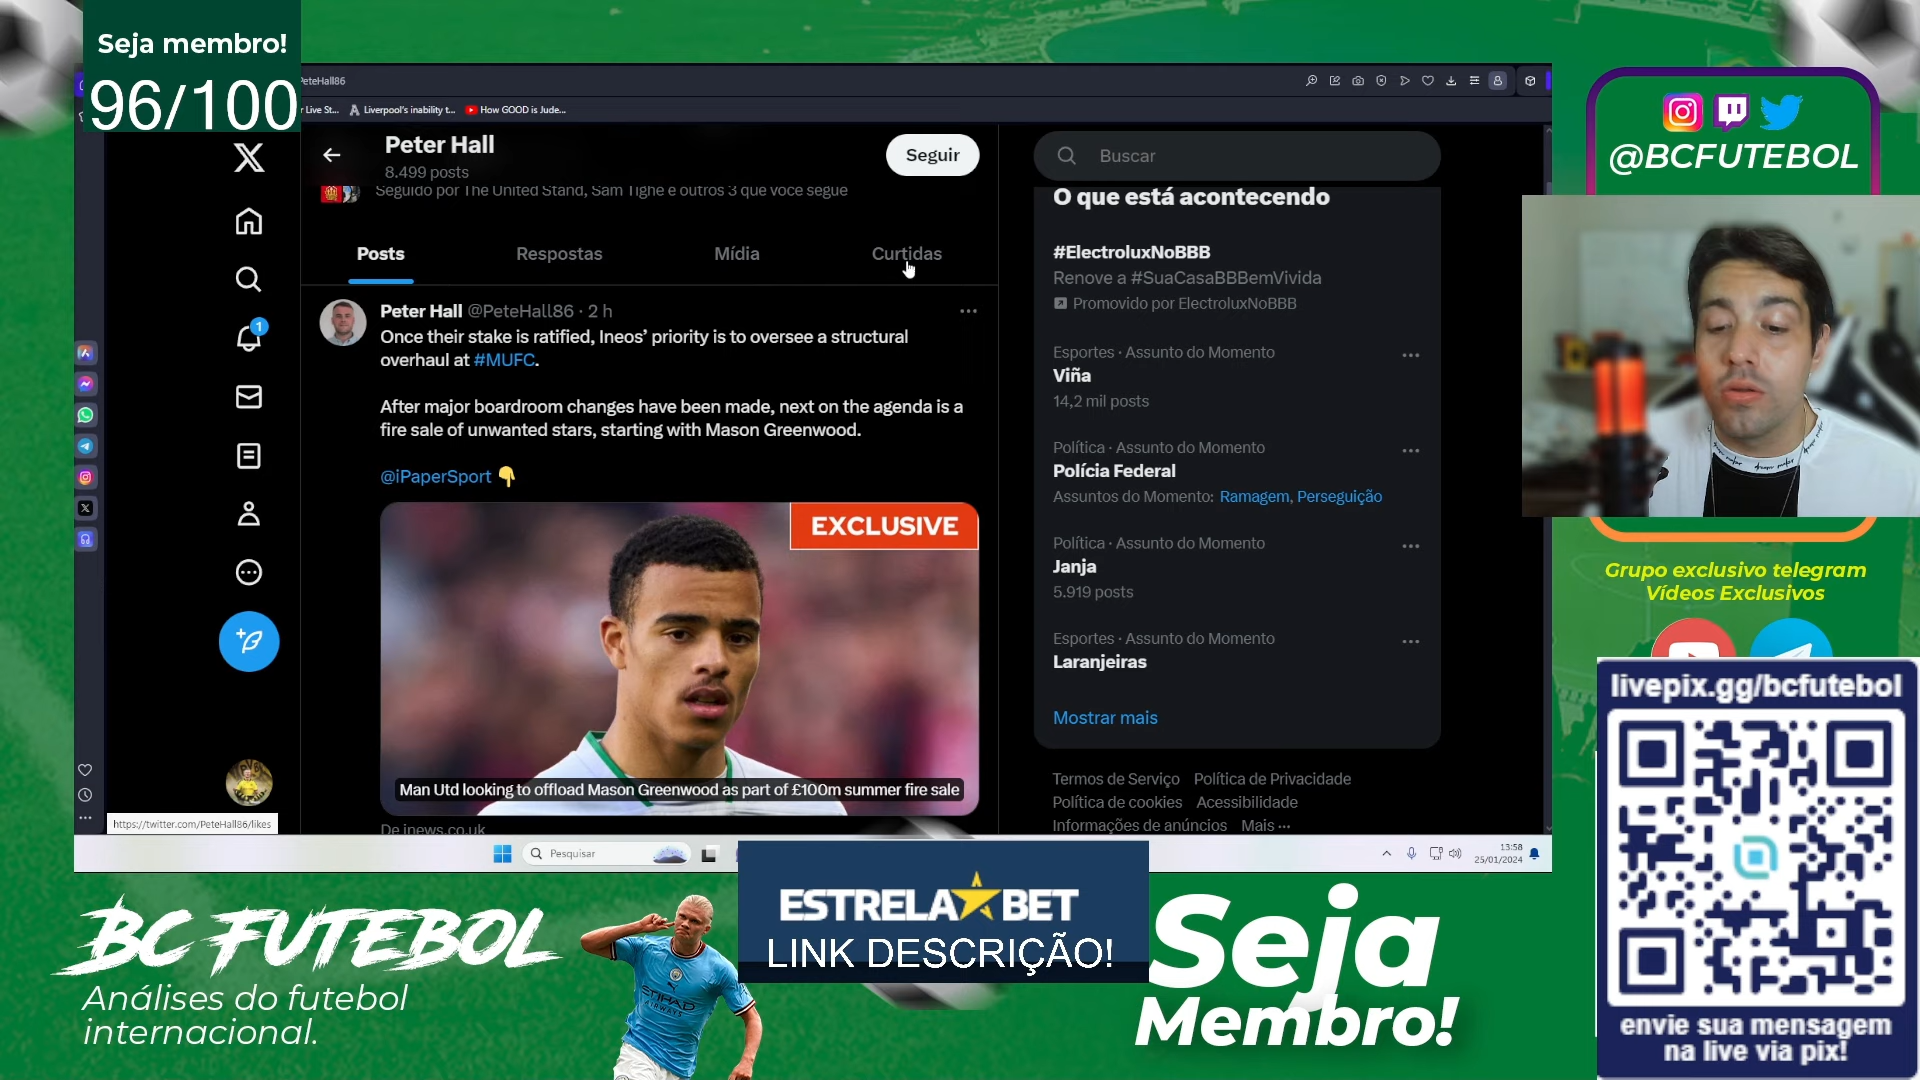 Seja membro!
96/100
PeteHall86
r Live St...
Liverpool's inability t...
How GOOD is Jude...
Peter Hall
8.499 posts
Seguir
Seguido por The United Stand, Sam Tighe e outros 3 que você segue
Posts
Respostas
Mídia
Curtidas
Peter Hall @PeteHall86 · 2 h
Once their stake is ratified, Ineos’ priority is to oversee a structural
overhaul at #MUFC.
After major boardroom changes have been made, next on the agenda is a
fire sale of unwanted stars, starting with Mason Greenwood.
@iPaperSport 👇
EXCLUSIVE
Man Utd looking to offload Mason Greenwood as part of £100m summer fire sale
De inews.co.uk
1
https://twitter.com/PeteHall86/likes
Buscar
O que está acontecendo
#ElectroluxNoBBB
Renove a #SuaCasaBBBemVivida
Promovido por ElectroluxNoBBB
Esportes · Assunto do Momento
Viña
14,2 mil posts
Política · Assunto do Momento
Polícia Federal
Assuntos do Momento: Ramagem, Perseguição
Política · Assunto do Momento
Janja
5.919 posts
Esportes · Assunto do Momento
Laranjeiras
Mostrar mais
Termos de Serviço Política de Privacidade
Política de cookies Acessibilidade
Informações de anúncios Mais ···
Pesquisar
13:58
25/01/2024
@BCFUTEBOL
Grupo exclusivo telegram
Vídeos Exclusivos
livepix.gg/bcfutebol
envie sua mensagem
na live via pix!
BC FUTEBOL
Análises do futebol
internacional.
ETIHAD
AIRWAYS
ESTRELA BET
LINK DESCRIÇÃO!
Seja
Membro!